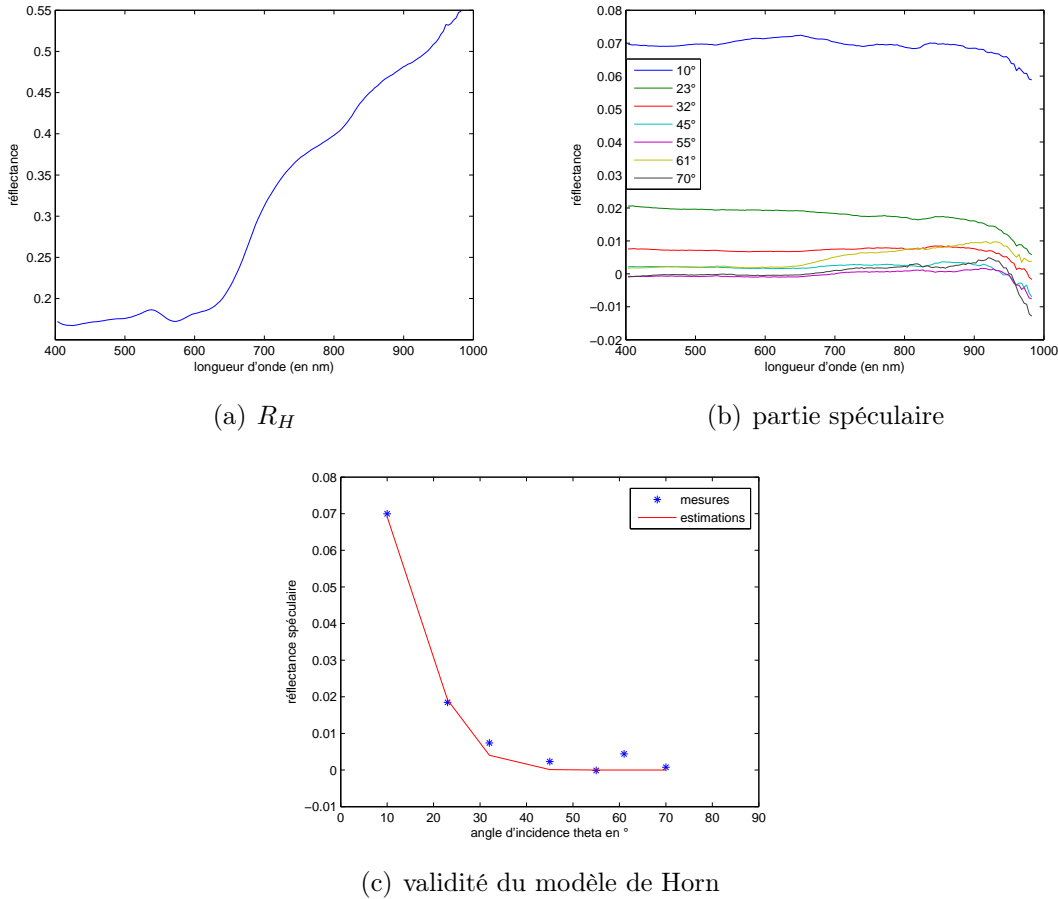 0.55
0.5
0.45
0.4
0.35
0.3
0.25
0.2
400 500 600 700 800 900 1000
réflectance
longueur d'onde (en nm)
(a) R_H
0.08
0.07
0.06
0.05
0.04
0.03
0.02
0.01
0
−0.01
−0.02
400 500 600 700 800 900 1000
réflectance
longueur d'onde (en nm)
10°
23°
32°
45°
55°
61°
70°
(b) partie spéculaire
0.08
0.07
0.06
0.05
0.04
0.03
0.02
0.01
0
−0.01
0 10 20 30 40 50 60 70 80 90
réflectance spéculaire
angle d'incidence theta en °
mesures
estimations
(c) validité du modèle de Horn